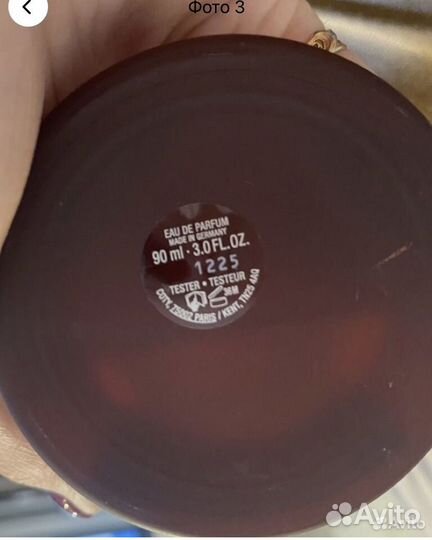 Фото 3
EAU DE PARFUM
MADE IN GERMANY
90 ml · 3.0 FL.OZ.
1225
TESTER • TESTEUR
36M
COTY, 75002 PARIS / KENT, TN25 4AQ
Avito